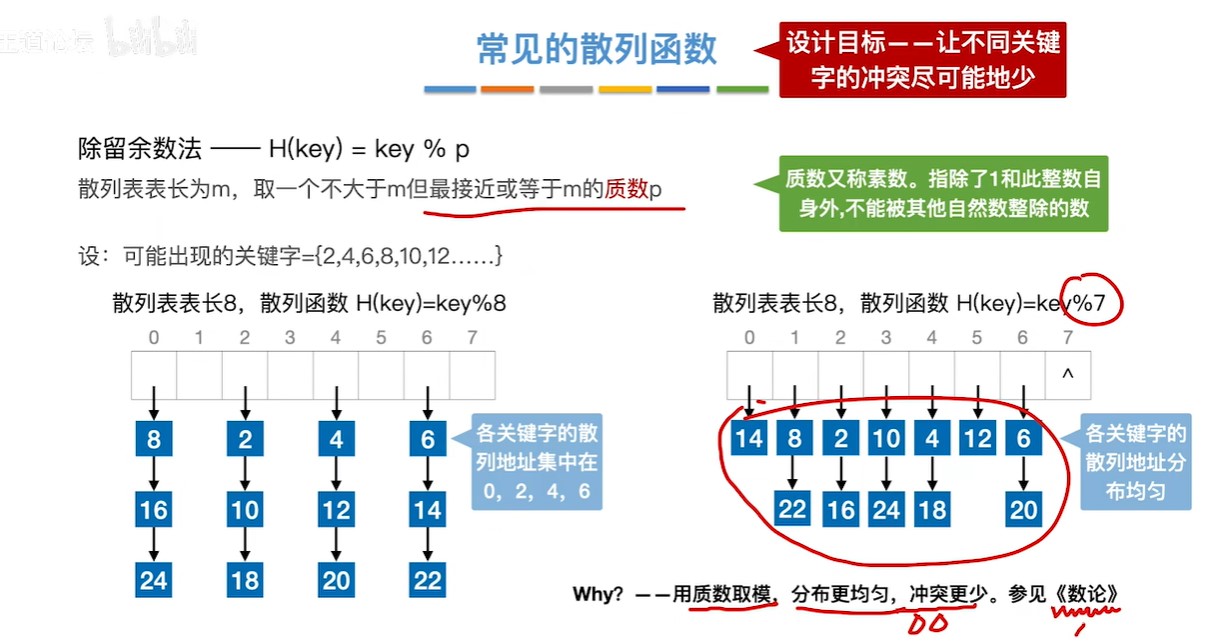 王道论坛 bilibili
常见的散列函数
设计目标——让不同关键
字的冲突尽可能地少
除留余数法 —— H(key) = key % p
散列表表长为m，取一个不大于m但最接近或等于m的质数p
质数又称素数。指除了1和此整数自
身外,不能被其他自然数整除的数
设：可能出现的关键字={2,4,6,8,10,12……}
散列表表长8，散列函数 H(key)=key%8
0 1 2 3 4 5 6 7
8 2 4 6
16 10 12 14
24 18 20 22
各关键字的散
列地址集中在
0，2，4，6
散列表表长8，散列函数 H(key)=key%7
0 1 2 3 4 5 6 7
^
14 8 2 10 4 12 6
22 16 24 18 20
各关键字的
散列地址分
布均匀
Why？——用质数取模，分布更均匀，冲突更少。参见《数论》